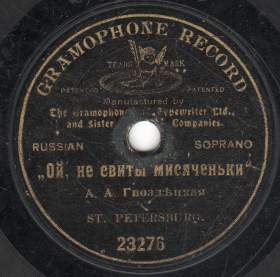 GRAMOPHONE RECORD
TRADE MARK
PATENTED PATENTED
Manufactured by
The Gramophone Typewriter Ltd.,
and Sister Companies.
RUSSIAN SOPRANO
„Ой, не свиты мисяченьки“
А. А. Гвоздѣцкая
ST. PETERSBURG.
23276